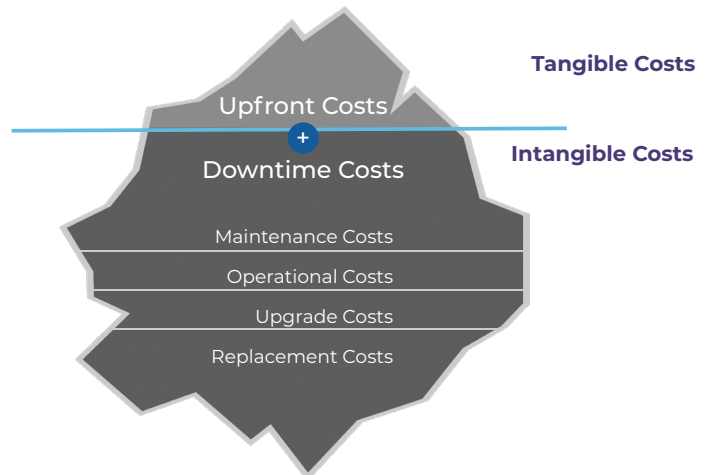 Tangible Costs
Upfront Costs
+
Intangible Costs
Downtime Costs
Maintenance Costs
Operational Costs
Upgrade Costs
Replacement Costs